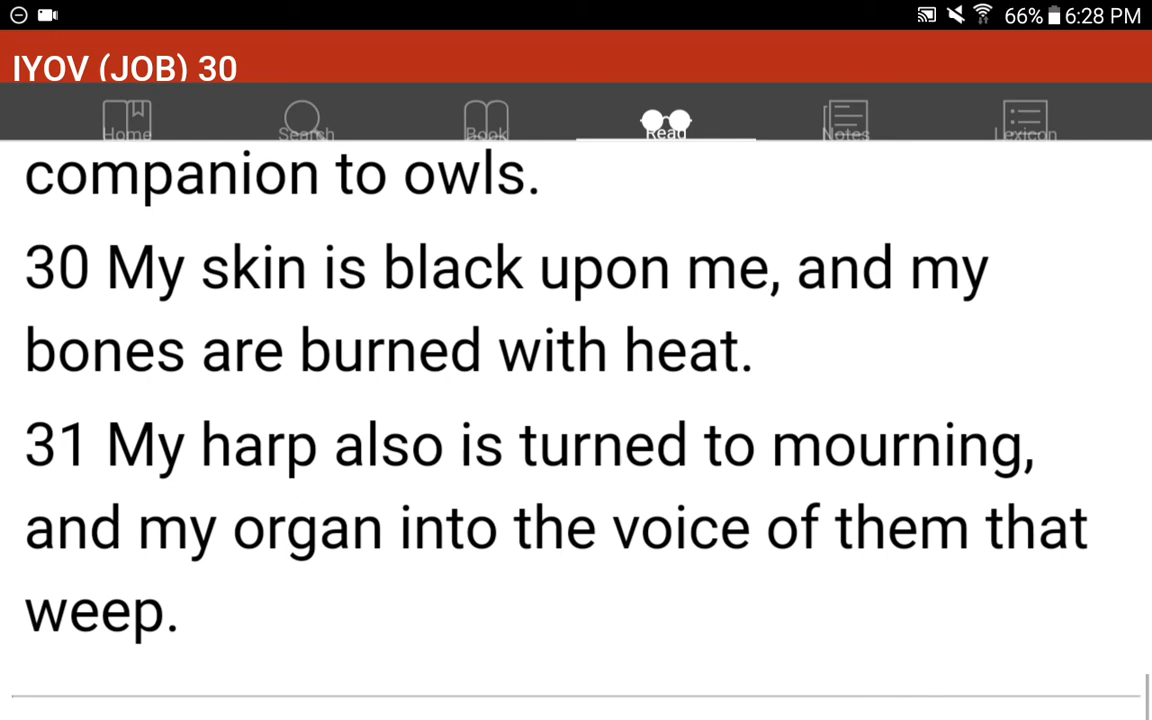 66% 6:28 PM
IYOV (JOB) 30
Home Search Book Read Notes Lexicon
companion to owls.
30 My skin is black upon me, and my
bones are burned with heat.
31 My harp also is turned to mourning,
and my organ into the voice of them that
weep.